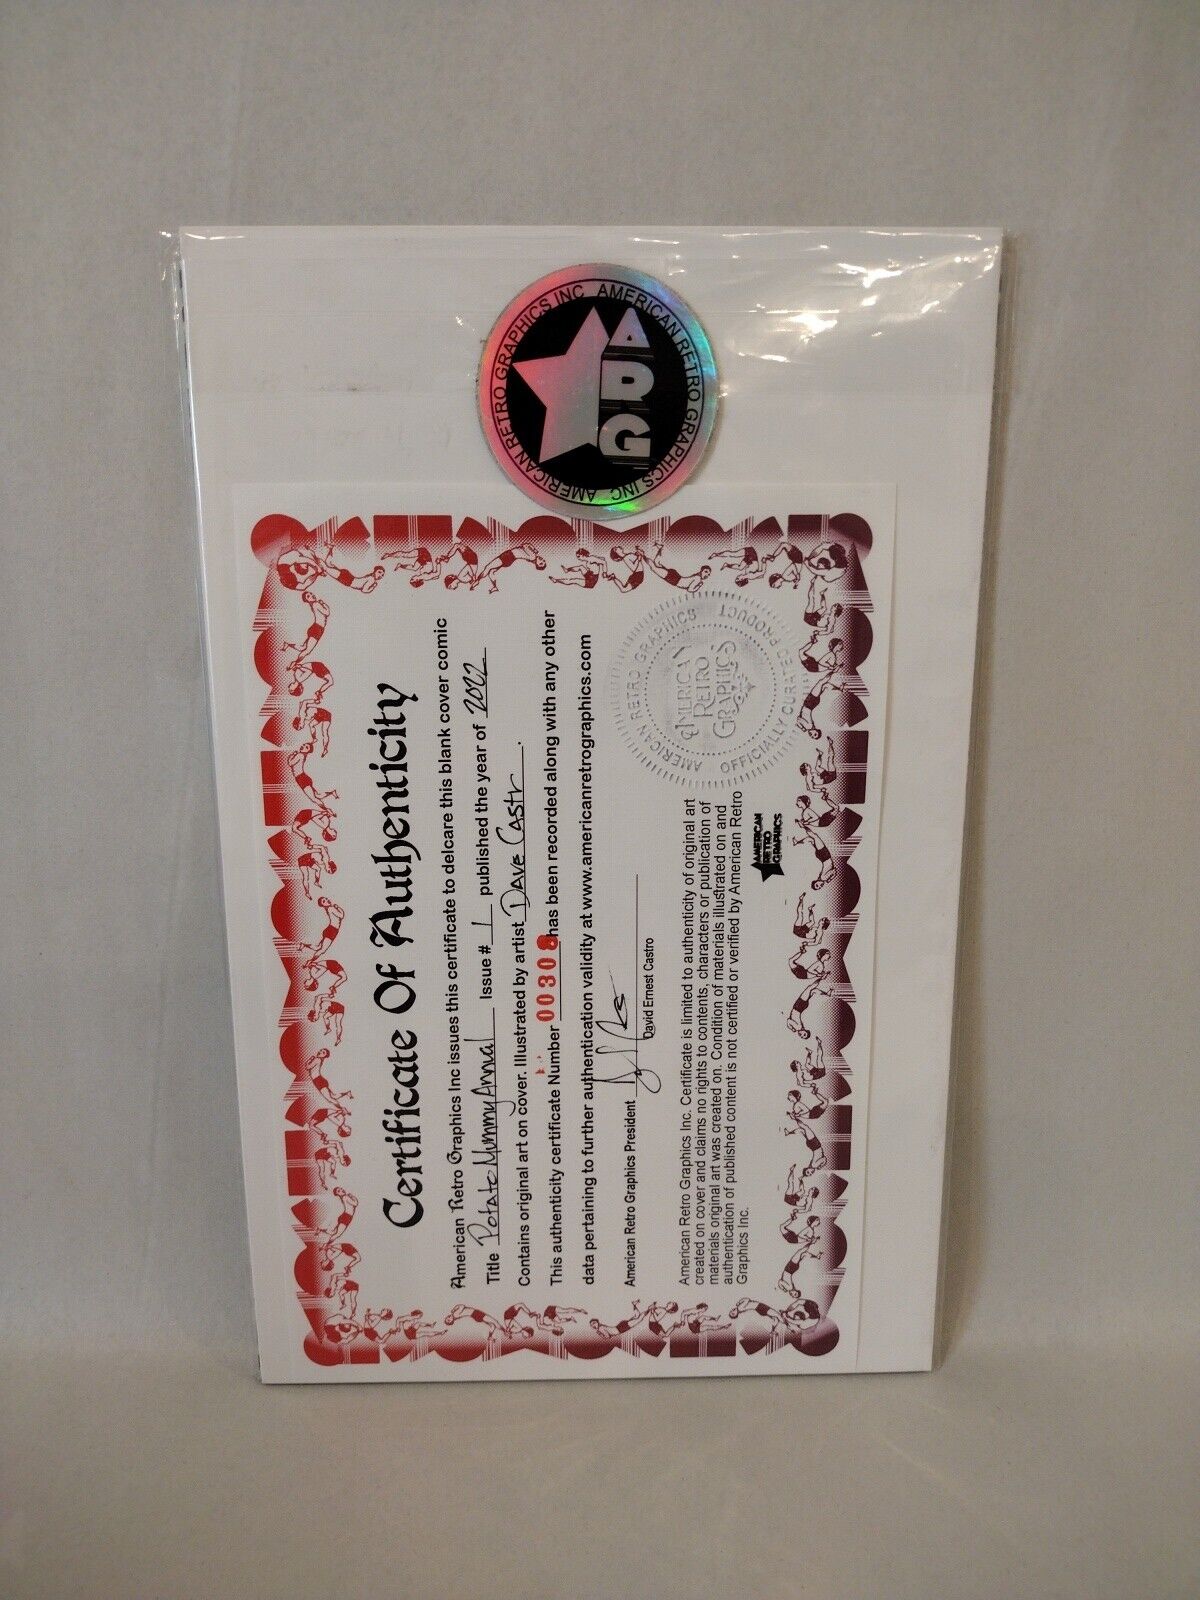 AMERICAN RETRO GRAPHICS INC AMERICAN RETRO GRAPHICS INC
ARG
Certificate Of Authenticity
American Retro Graphics Inc issues this certificate to delcare this blank cover comic
Title Potato Mummy Annual Issue # 1 published the year of 2022
Contains original art on cover. Illustrated by artist Dave Castr.
This authenticity certificate Number 00308 has been recorded along with any other
data pertaining to further authentication validity at www.americanretrographics.com
American Retro Graphics President
David Ernest Castro
American Retro Graphics Inc. Certificate is limited to authenticity of original art
created on cover and claims no rights to contents, characters or publication of
materials original art was created on. Condition of materials illustrated on and
authentication of published content is not certified or verified by American Retro
Graphics Inc.
AMERICAN
RETRO
GRAPHICS
AMERICAN RETRO GRAPHICS
OFFICIALLY CURATED PRODUCT
AMERICAN
RETRO
GRAPHICS